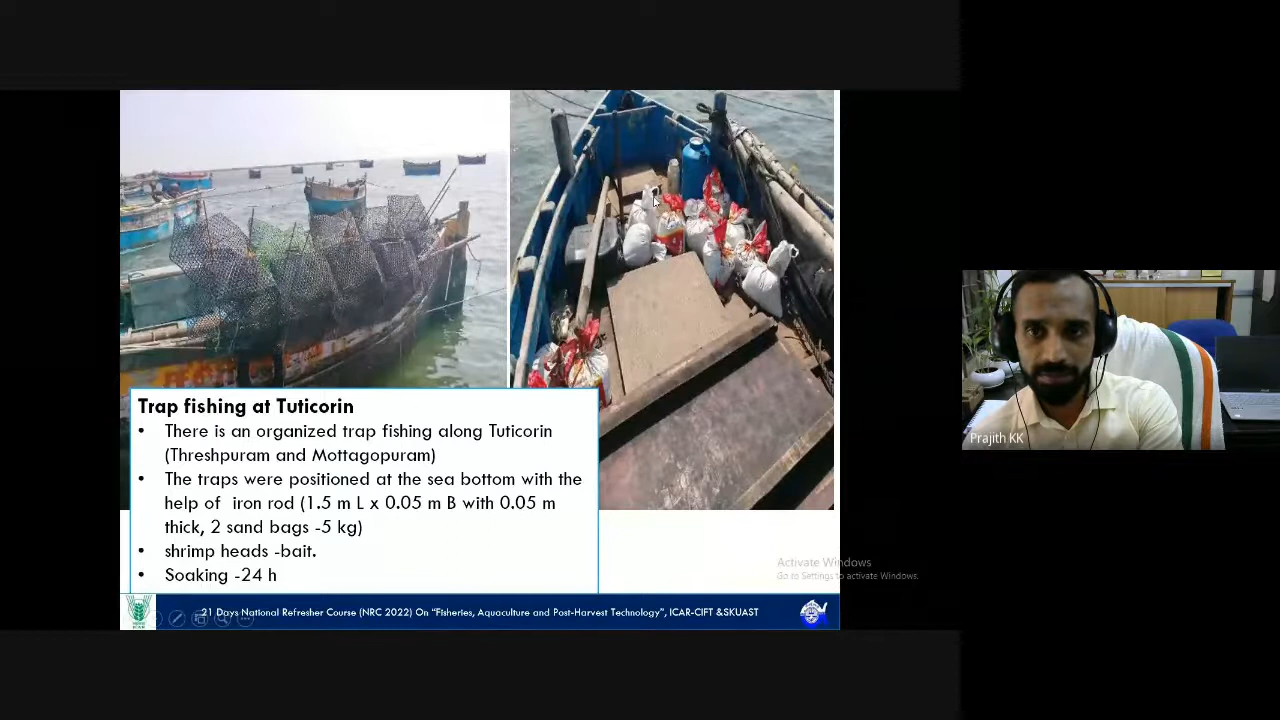 Trap fishing at Tuticorin
• There is an organized trap fishing along Tuticorin
(Threshpuram and Mottagopuram)
• The traps were positioned at the sea bottom with the
help of iron rod (1.5 m L x 0.05 m B with 0.05 m
thick, 2 sand bags -5 kg)
• shrimp heads -bait.
• Soaking -24 h
21 Days National Refresher Course (NRC 2022) On "Fisheries, Aquaculture and Post-Harvest Technology", ICAR-CIFT &SKUAST
Activate Windows
Go to Settings to activate Windows.
Prajith KK